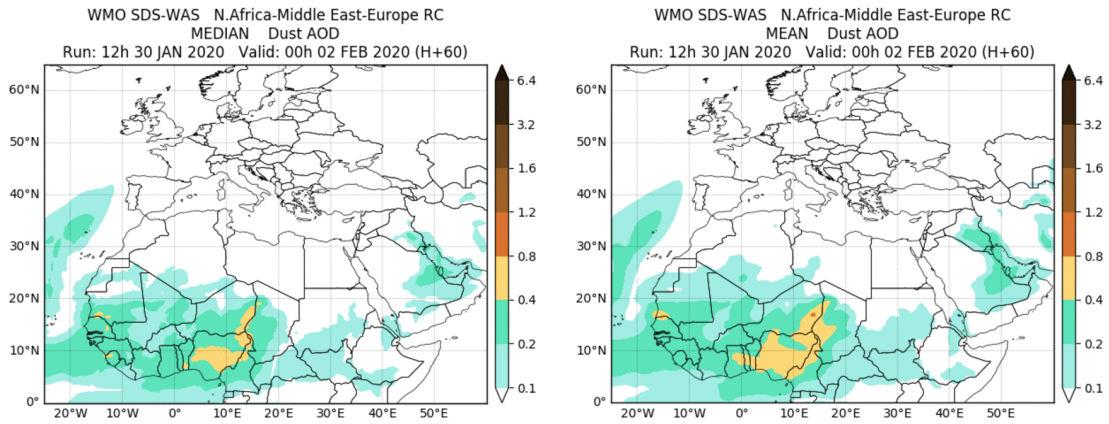 WMO SDS-WAS   N.Africa-Middle East-Europe RC
MEDIAN    Dust AOD
Run: 12h 30 JAN 2020   Valid: 00h 02 FEB 2020 (H+60)
60°N
50°N
40°N
30°N
20°N
10°N
0°
20°W
10°W
0°
10°E
20°E
30°E
40°E
50°E
6.4
3.2
1.6
1.2
0.8
0.4
0.2
0.1
WMO SDS-WAS   N.Africa-Middle East-Europe RC
MEAN    Dust AOD
Run: 12h 30 JAN 2020   Valid: 00h 02 FEB 2020 (H+60)
60°N
50°N
40°N
30°N
20°N
10°N
0°
20°W
10°W
0°
10°E
20°E
30°E
40°E
50°E
6.4
3.2
1.6
1.2
0.8
0.4
0.2
0.1